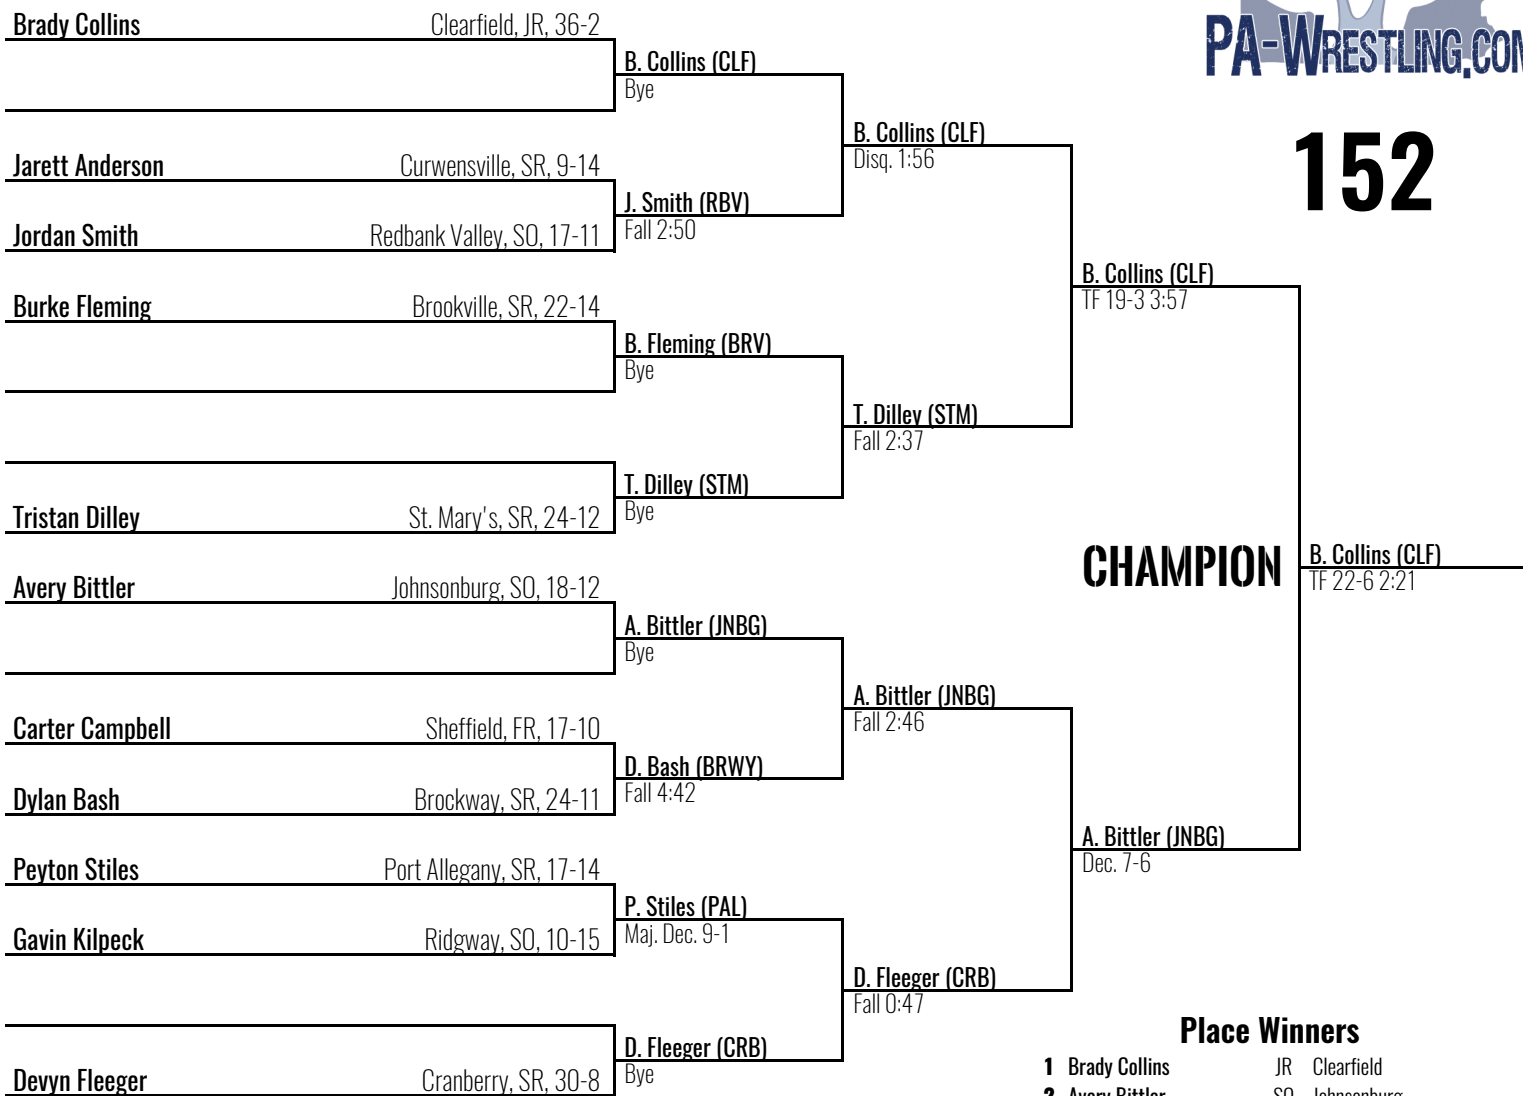 PA-WRESTLING.COM
152
Brady Collins Clearfield, JR, 36-2
B. Collins (CLF)
Bye
B. Collins (CLF)
Disq. 1:56
Jarett Anderson Curwensville, SR, 9-14
J. Smith (RBV)
Fall 2:50
Jordan Smith Redbank Valley, SO, 17-11
B. Collins (CLF)
TF 19-3 3:57
Burke Fleming Brookville, SR, 22-14
B. Fleming (BRV)
Bye
T. Dilley (STM)
Fall 2:37
T. Dilley (STM)
Bye
Tristan Dilley St. Mary's, SR, 24-12
CHAMPION
B. Collins (CLF)
TF 22-6 2:21
Avery Bittler Johnsonburg, SO, 18-12
A. Bittler (JNBG)
Bye
A. Bittler (JNBG)
Fall 2:46
Carter Campbell Sheffield, FR, 17-10
D. Bash (BRWY)
Fall 4:42
Dylan Bash Brockway, SR, 24-11
A. Bittler (JNBG)
Dec. 7-6
Peyton Stiles Port Allegany, SR, 17-14
P. Stiles (PAL)
Maj. Dec. 9-1
Gavin Kilpeck Ridgway, SO, 10-15
D. Fleeger (CRB)
Fall 0:47
D. Fleeger (CRB)
Bye
Devyn Fleeger Cranberry, SR, 30-8
Place Winners
1 Brady Collins JR Clearfield
2 Avery Bittler SO Johnsonburg